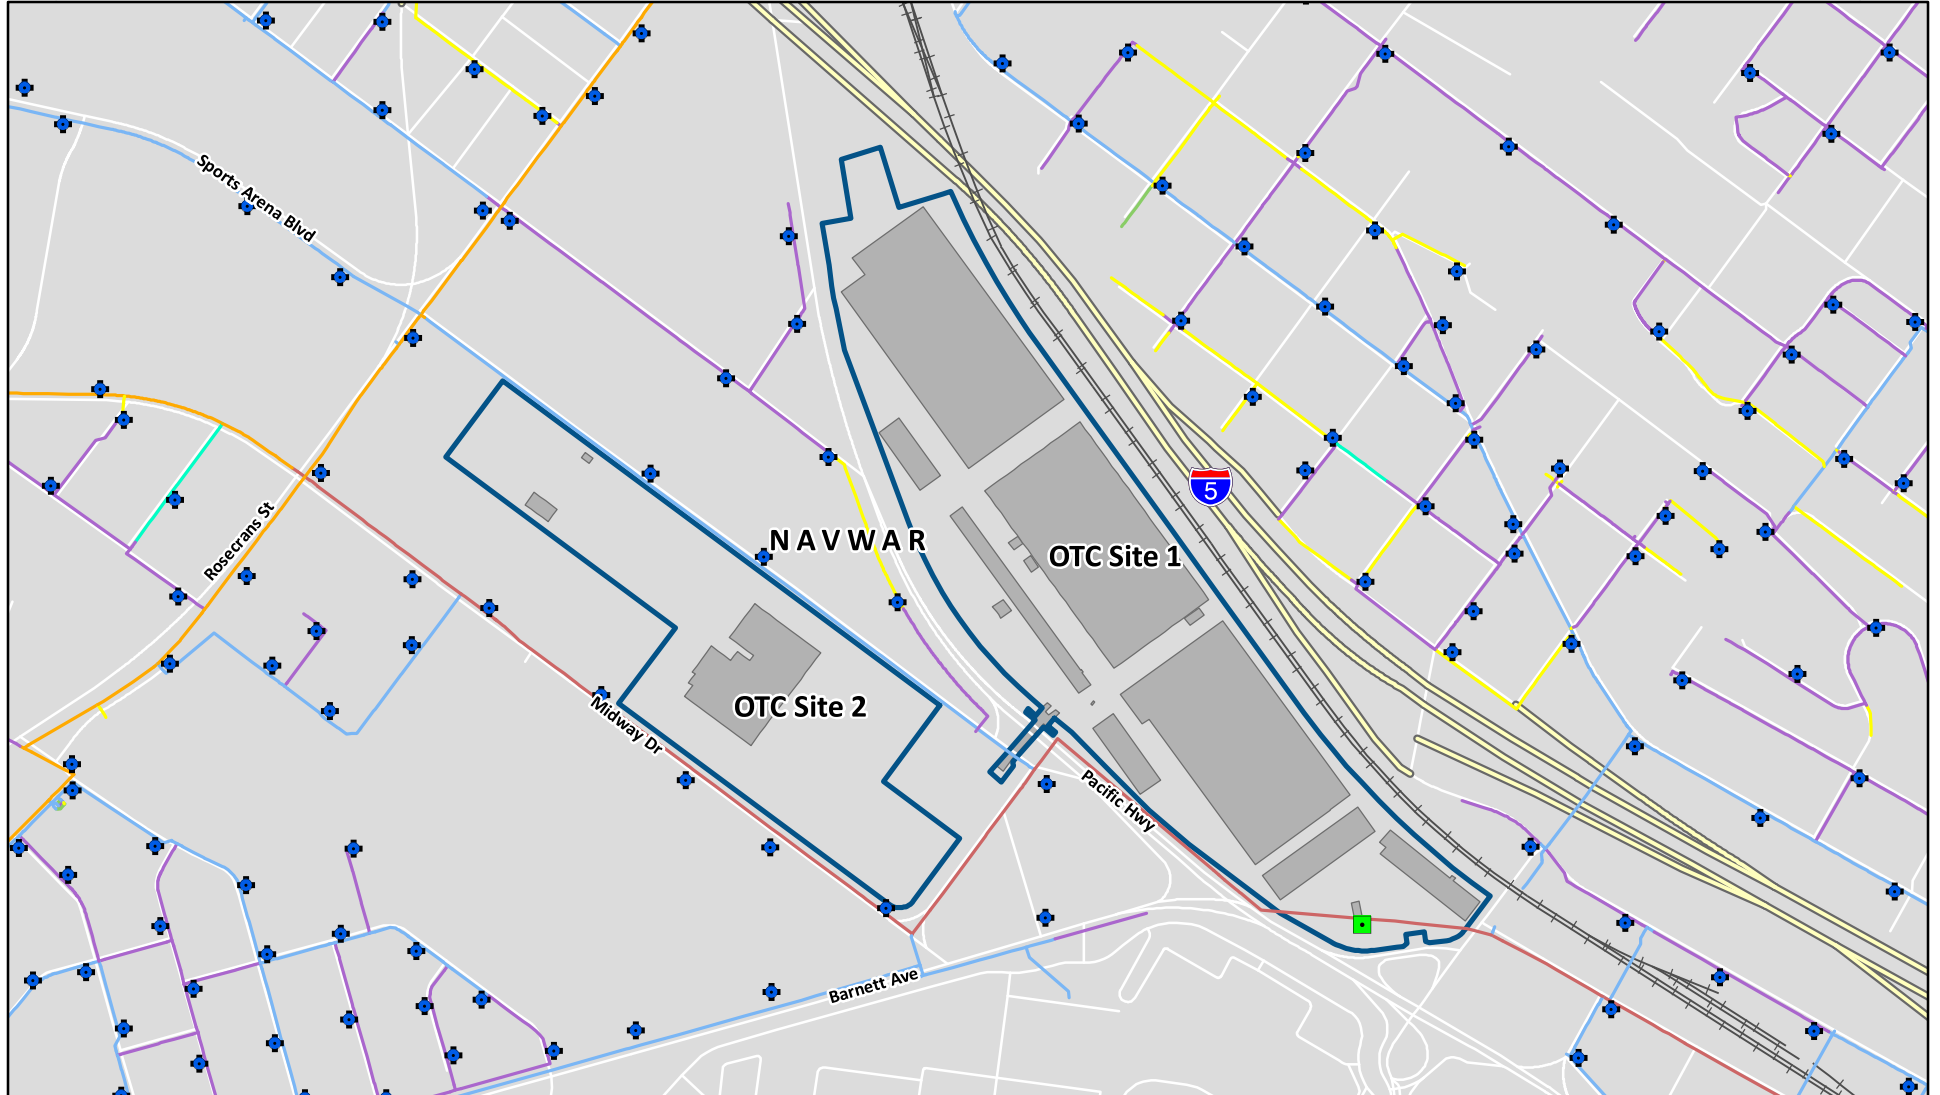 Sports Arena Blvd
5
Rosecrans St
NAVWAR
OTC Site 1
OTC Site 2
Midway Dr
Pacific Hwy
Barnett Ave